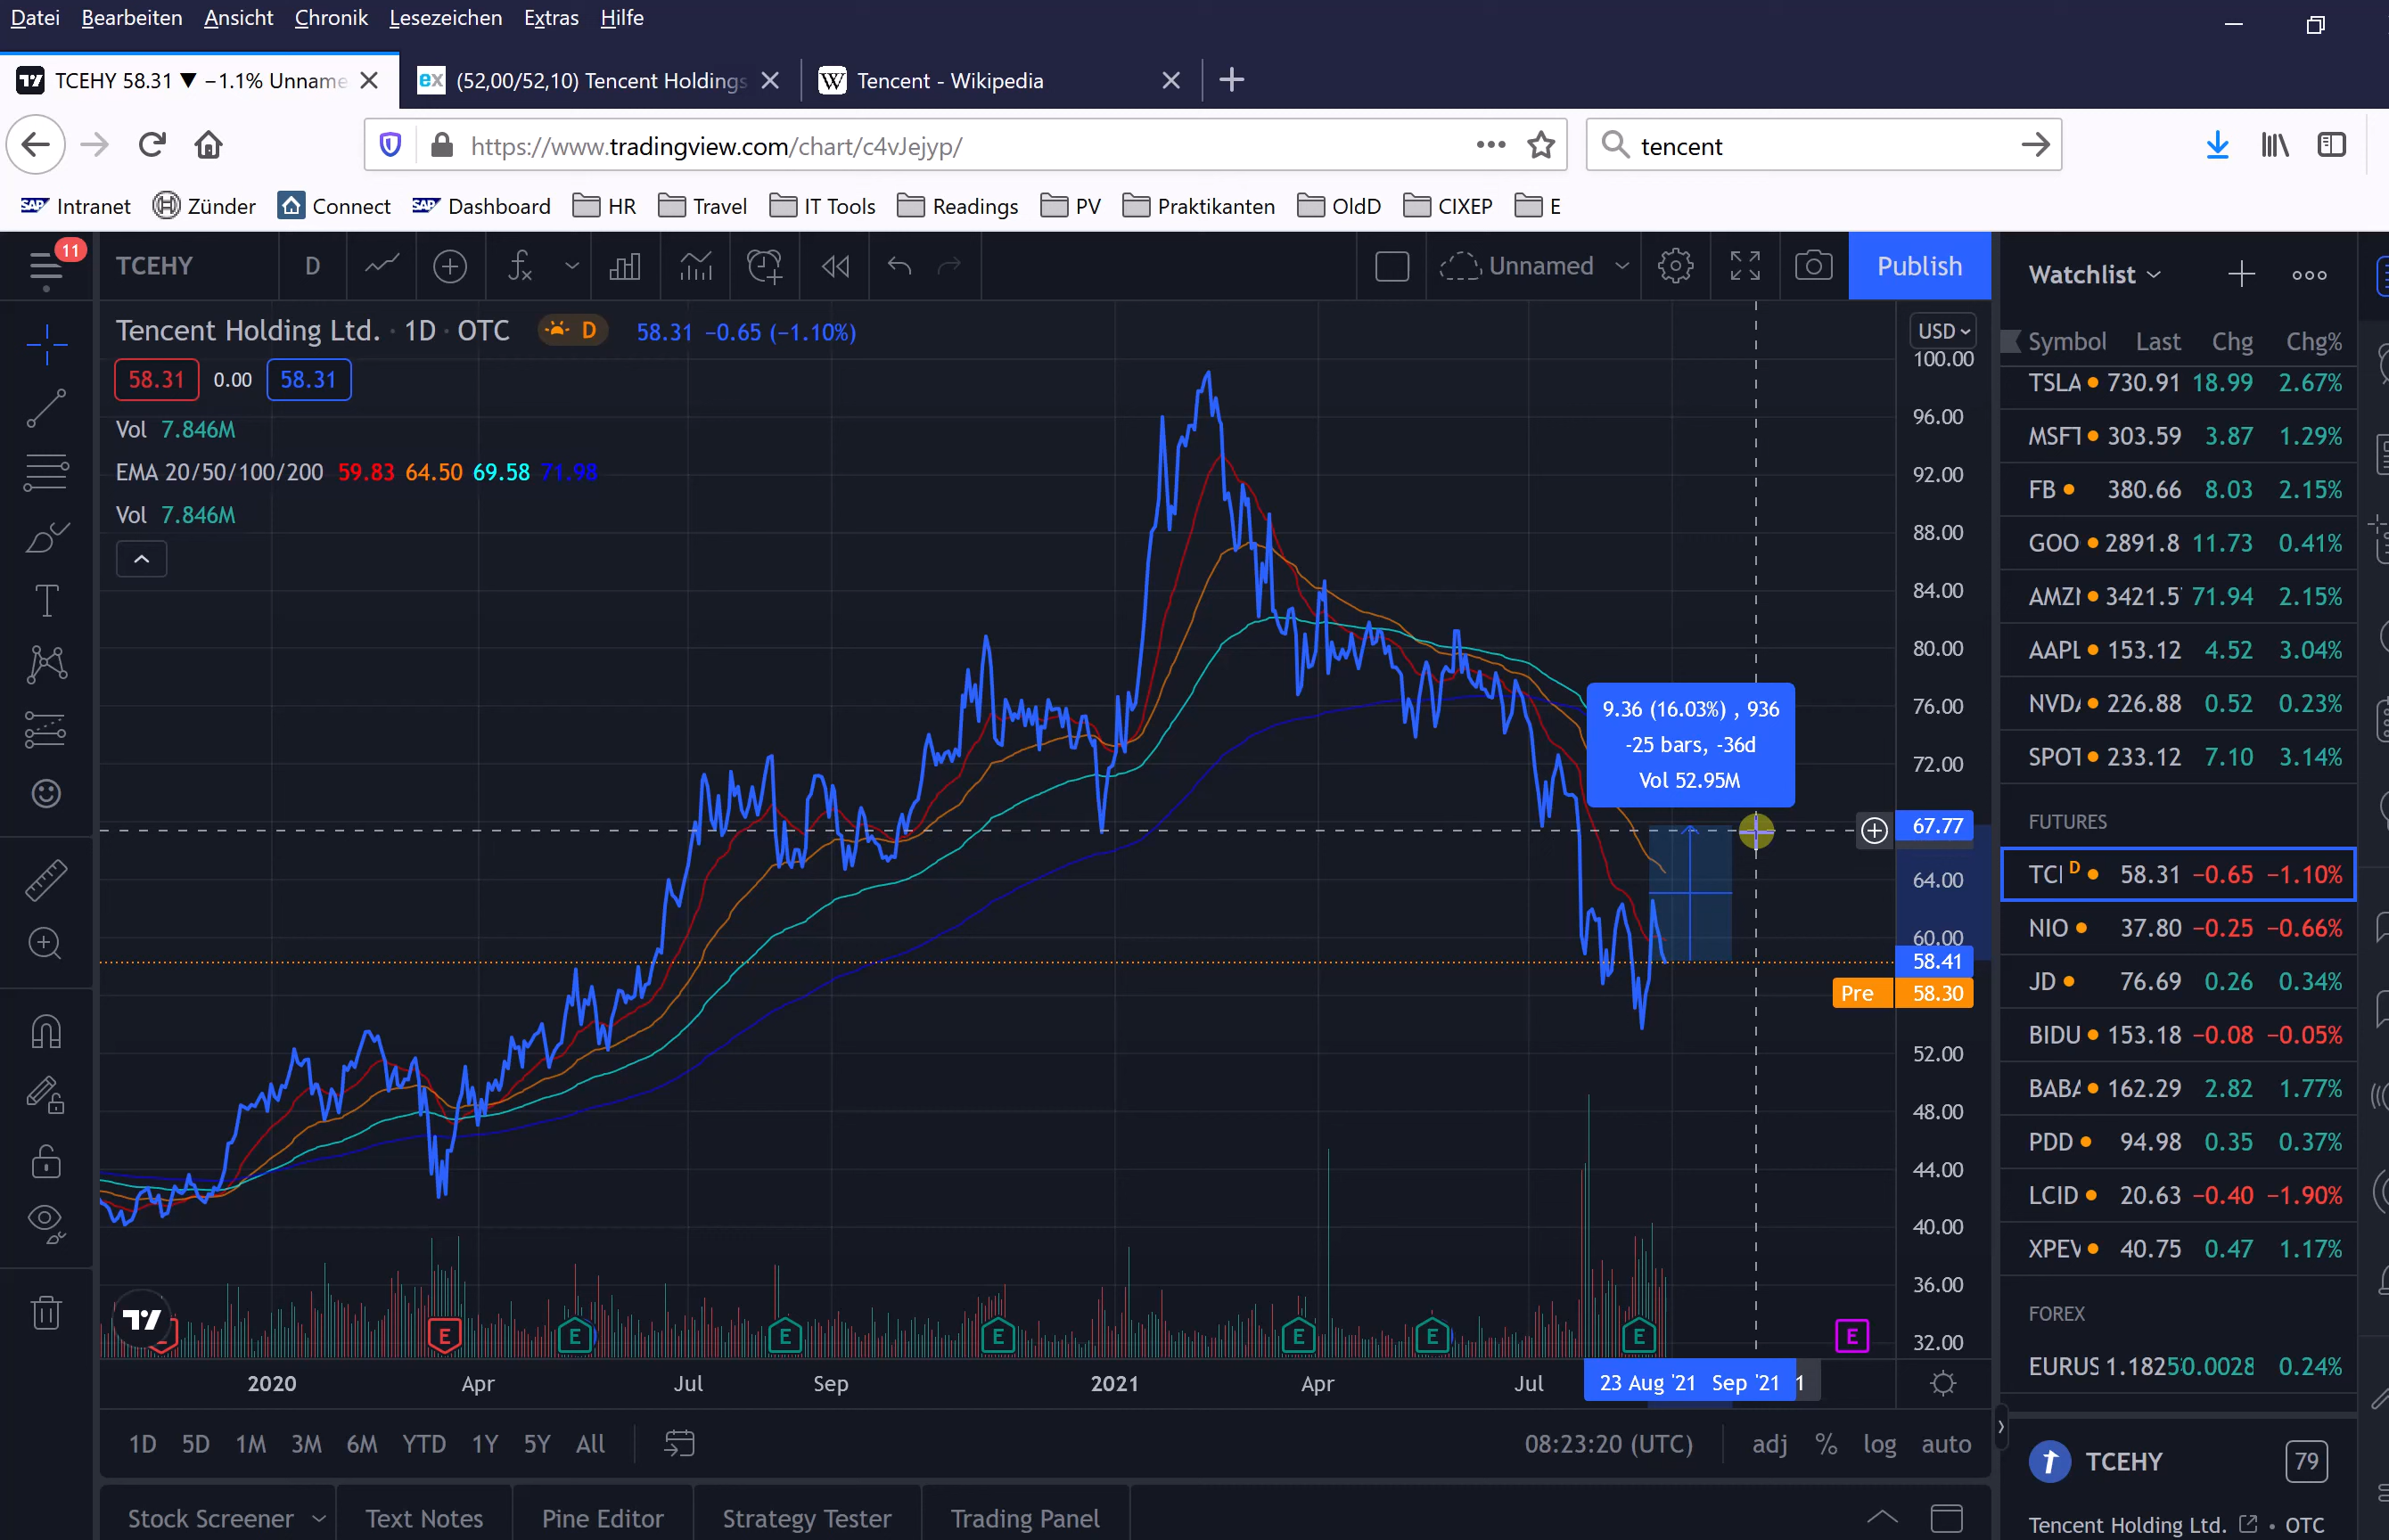 Datei Bearbeiten Ansicht Chronik Lesezeichen Extras Hilfe
TCEHY 58.31 ▼ −1.1% Unname
ex (52,00/52,10) Tencent Holdings
W Tencent - Wikipedia
https://www.tradingview.com/chart/c4vJejyp/
tencent
SAP Intranet Zünder Connect SAP Dashboard HR Travel IT Tools Readings PV Praktikanten OldD CIXEP E
11 TCEHY D Unnamed Publish
Tencent Holding Ltd. · 1D · OTC D 58.31 −0.65 (−1.10%)
58.31 0.00 58.31
Vol 7.846M
EMA 20/50/100/200 59.83 64.50 69.58 71.98
Vol 7.846M
9.36 (16.03%) , 936
-25 bars, -36d
Vol 52.95M
USD
100.00
96.00
92.00
88.00
84.00
80.00
76.00
72.00
67.77
64.00
60.00
58.41
Pre 58.30
52.00
48.00
44.00
40.00
36.00
32.00
E E E E E E E E
2020 Apr Jul Sep 2021 Apr Jul 23 Aug '21 Sep '21 1
1D 5D 1M 3M 6M YTD 1Y 5Y All
08:23:20 (UTC) adj % log auto
Stock Screener Text Notes Pine Editor Strategy Tester Trading Panel
Watchlist
Symbol Last Chg Chg%
TSLA 730.91 18.99 2.67%
MSFT 303.59 3.87 1.29%
FB 380.66 8.03 2.15%
GOO 2891.8 11.73 0.41%
AMZN 3421.5 71.94 2.15%
AAPL 153.12 4.52 3.04%
NVDA 226.88 0.52 0.23%
SPOT 233.12 7.10 3.14%
FUTURES
TCI D 58.31 −0.65 −1.10%
NIO 37.80 −0.25 −0.66%
JD 76.69 0.26 0.34%
BIDU 153.18 −0.08 −0.05%
BABA 162.29 2.82 1.77%
PDD 94.98 0.35 0.37%
LCID 20.63 −0.40 −1.90%
XPEV 40.75 0.47 1.17%
FOREX
EURUS 1.1825 0.0028 0.24%
TCEHY 79
Tencent Holding Ltd. • OTC